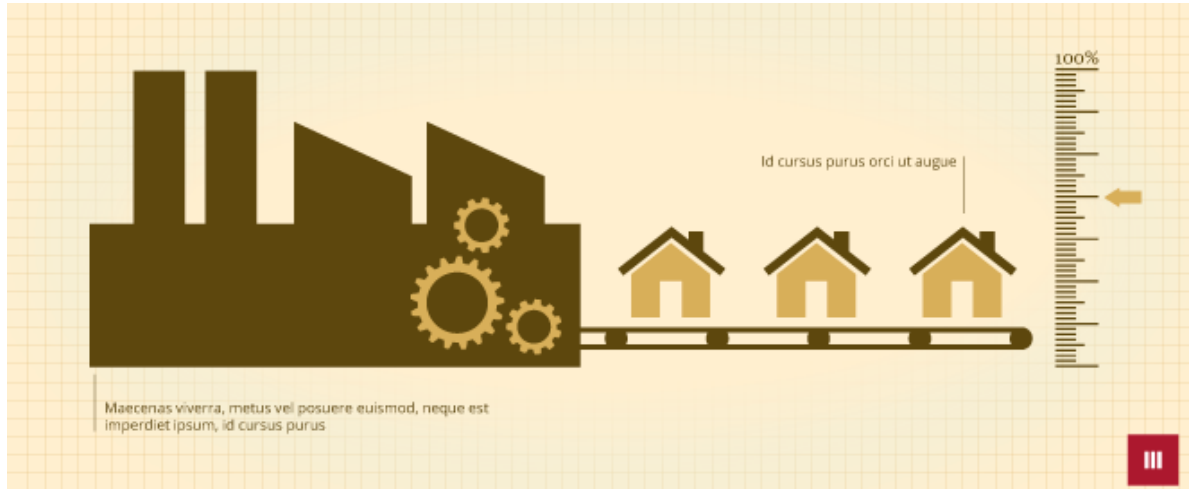 100%
Id cursus purus orci ut augue
Maecenas viverra, metus vel posuere euismod, neque est
imperdiet ipsum, id cursus purus
III